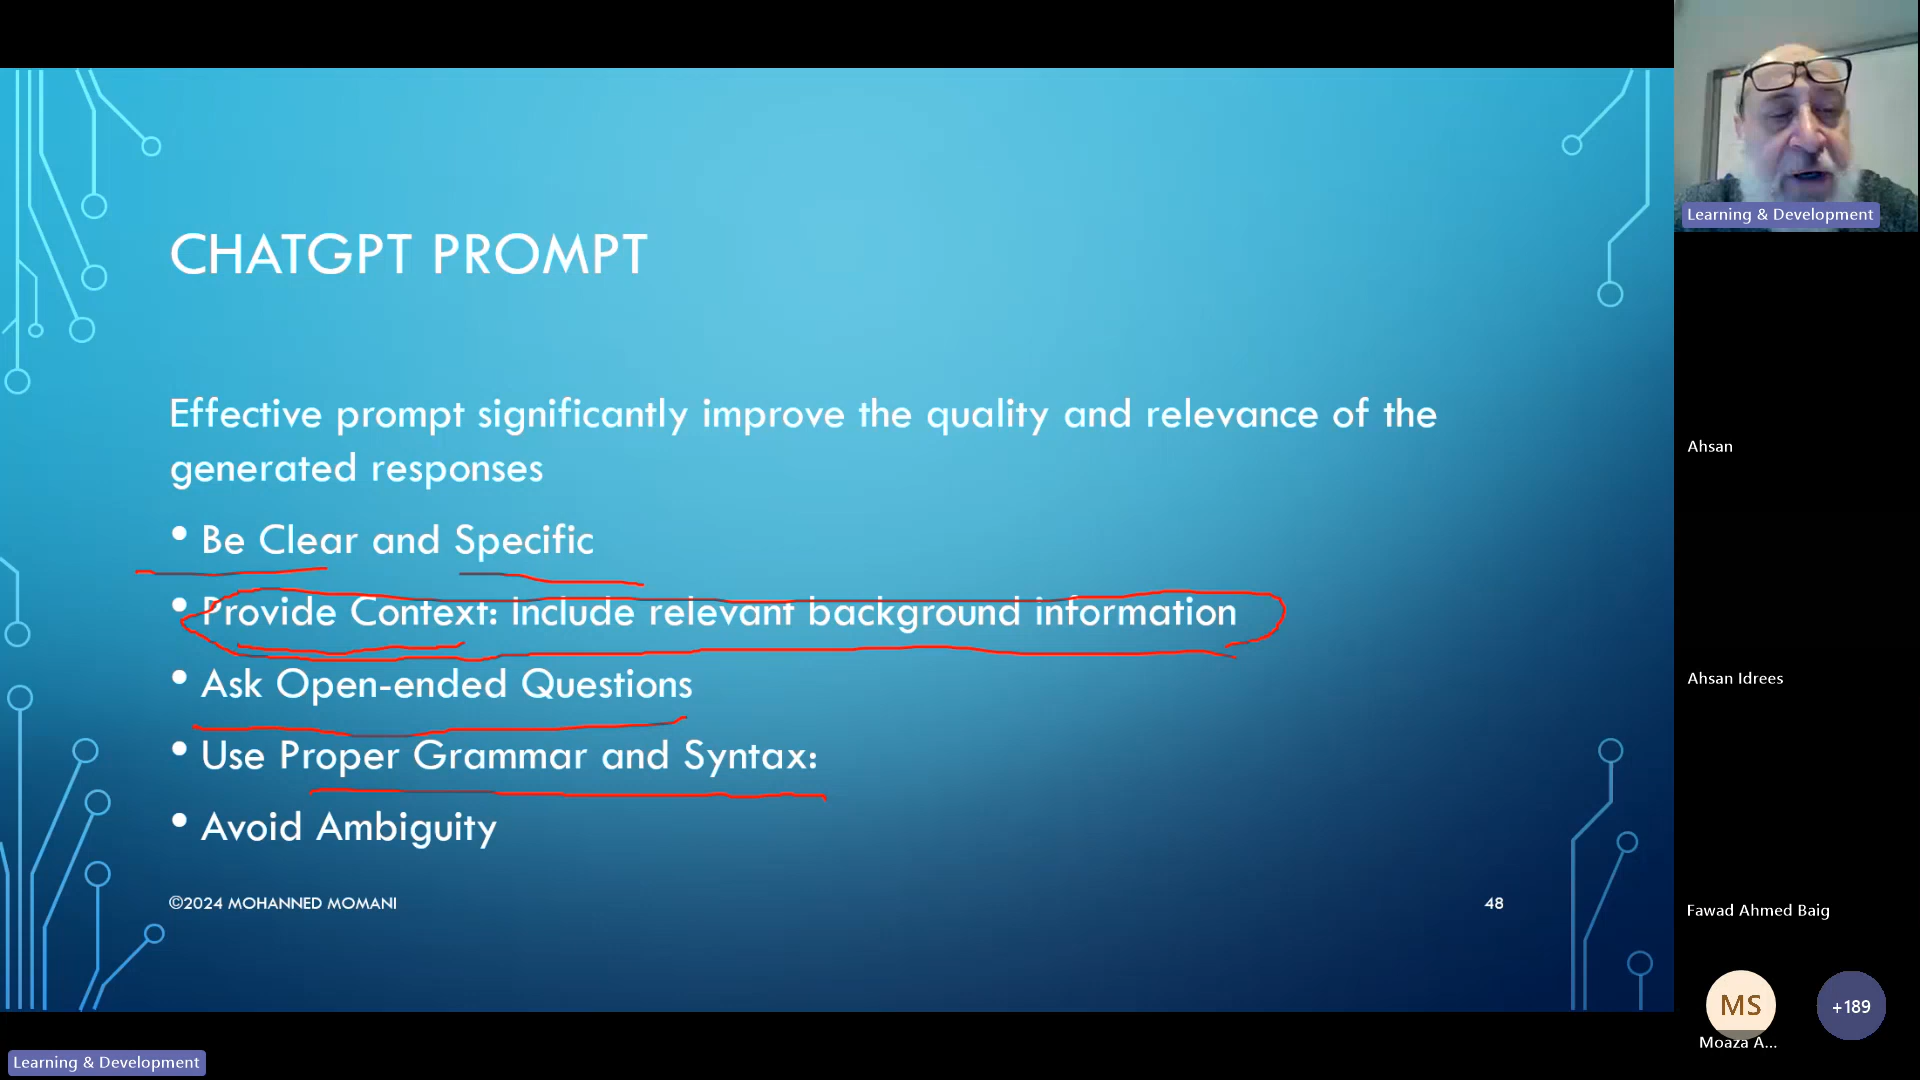 CHATGPT PROMPT
Effective prompt significantly improve the quality and relevance of the
generated responses
• Be Clear and Specific
• Provide Context: Include relevant background information
• Ask Open-ended Questions
• Use Proper Grammar and Syntax:
• Avoid Ambiguity
©2024 MOHANNED MOMANI
48
Learning & Development
Learning & Development
Ahsan
Ahsan Idrees
Fawad Ahmed Baig
MS
+189
Moaza A...